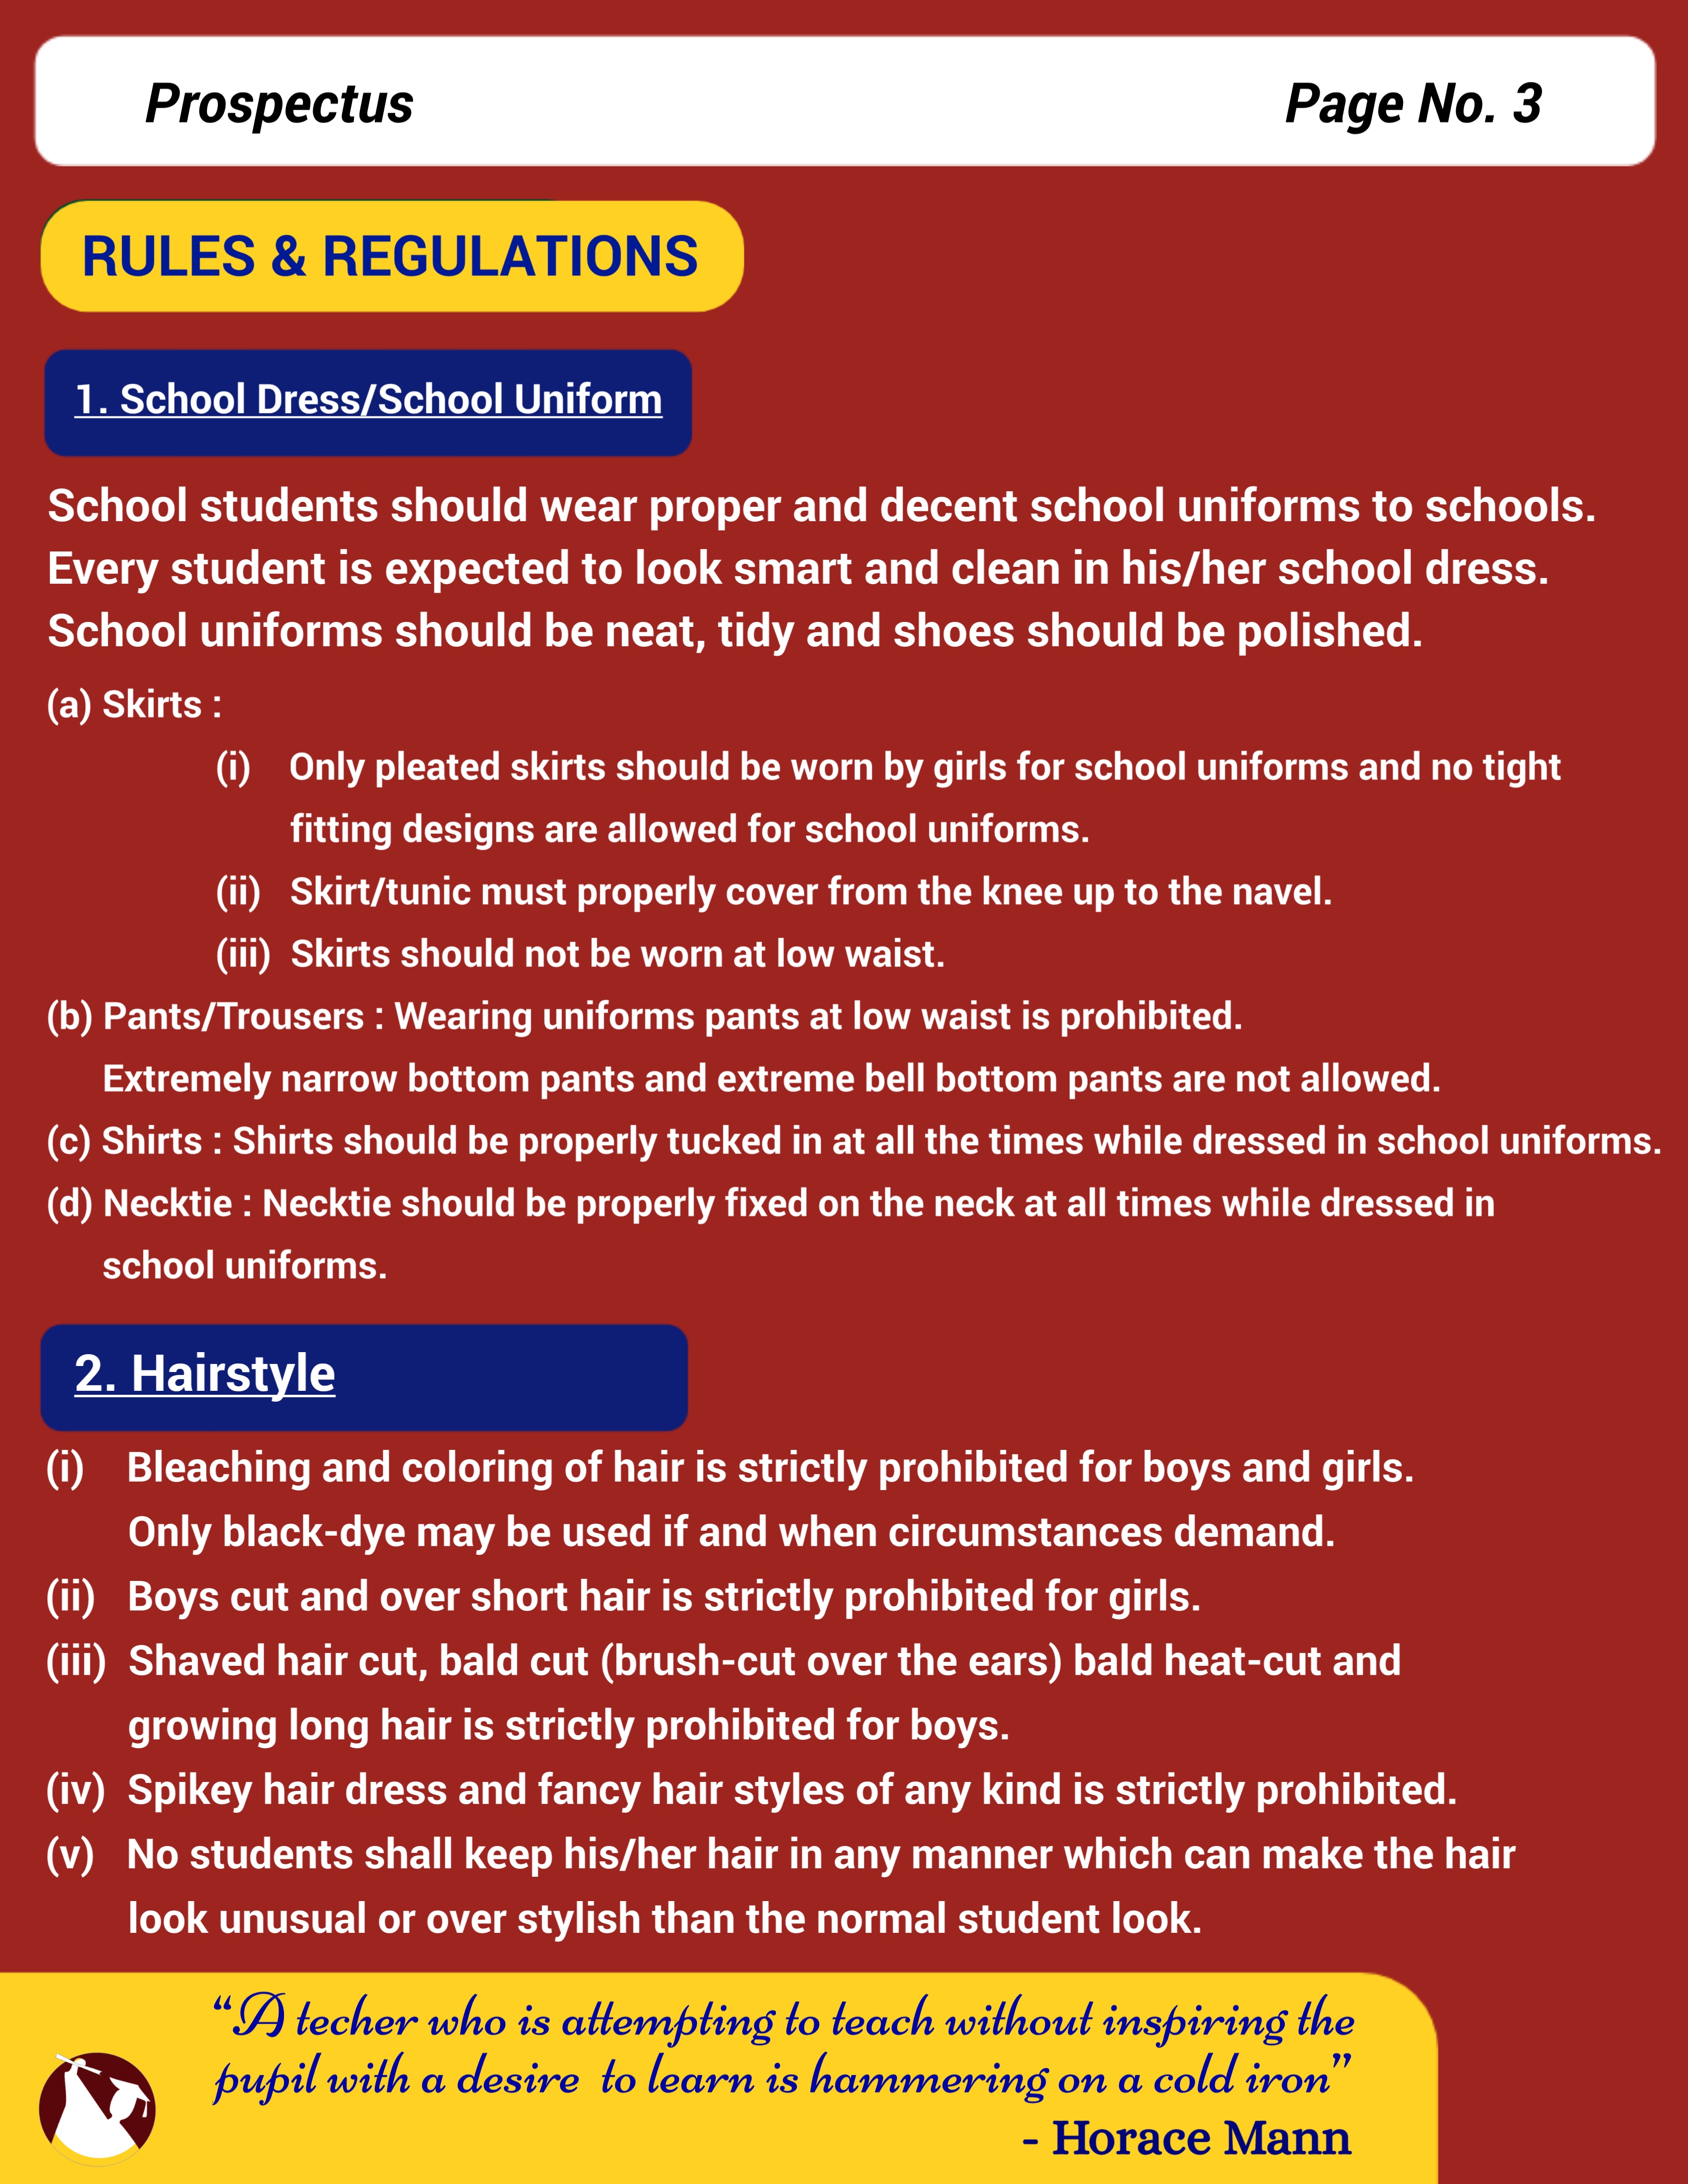 Prospectus Page No. 3
RULES & REGULATIONS
1. School Dress/School Uniform
School students should wear proper and decent school uniforms to schools.
Every student is expected to look smart and clean in his/her school dress.
School uniforms should be neat, tidy and shoes should be polished.
(a) Skirts :
(i) Only pleated skirts should be worn by girls for school uniforms and no tight
fitting designs are allowed for school uniforms.
(ii) Skirt/tunic must properly cover from the knee up to the navel.
(iii) Skirts should not be worn at low waist.
(b) Pants/Trousers : Wearing uniforms pants at low waist is prohibited.
Extremely narrow bottom pants and extreme bell bottom pants are not allowed.
(c) Shirts : Shirts should be properly tucked in at all the times while dressed in school uniforms.
(d) Necktie : Necktie should be properly fixed on the neck at all times while dressed in
school uniforms.
2. Hairstyle
(i) Bleaching and coloring of hair is strictly prohibited for boys and girls.
Only black-dye may be used if and when circumstances demand.
(ii) Boys cut and over short hair is strictly prohibited for girls.
(iii) Shaved hair cut, bald cut (brush-cut over the ears) bald heat-cut and
growing long hair is strictly prohibited for boys.
(iv) Spikey hair dress and fancy hair styles of any kind is strictly prohibited.
(v) No students shall keep his/her hair in any manner which can make the hair
look unusual or over stylish than the normal student look.
“A techer who is attempting to teach without inspiring the
pupil with a desire to learn is hammering on a cold iron”
- Horace Mann